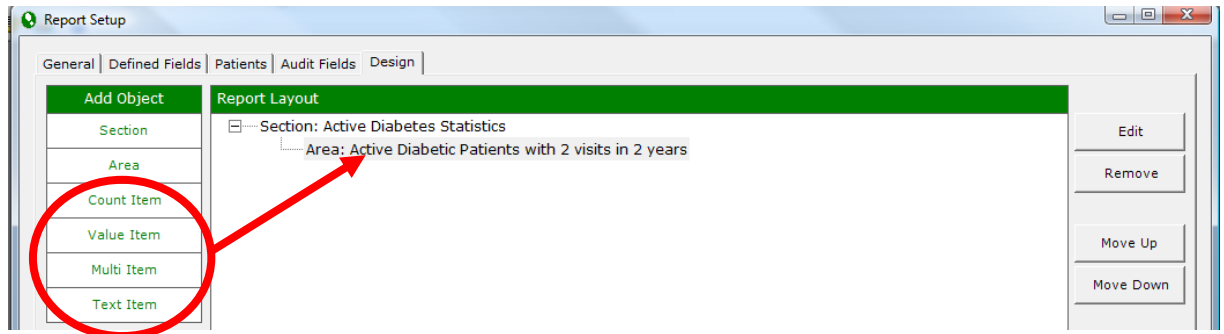 Report Setup
General
Defined Fields
Patients
Audit Fields
Design
Add Object
Section
Area
Count Item
Value Item
Multi Item
Text Item
Report Layout
Section: Active Diabetes Statistics
Area: Active Diabetic Patients with 2 visits in 2 years
Edit
Remove
Move Up
Move Down